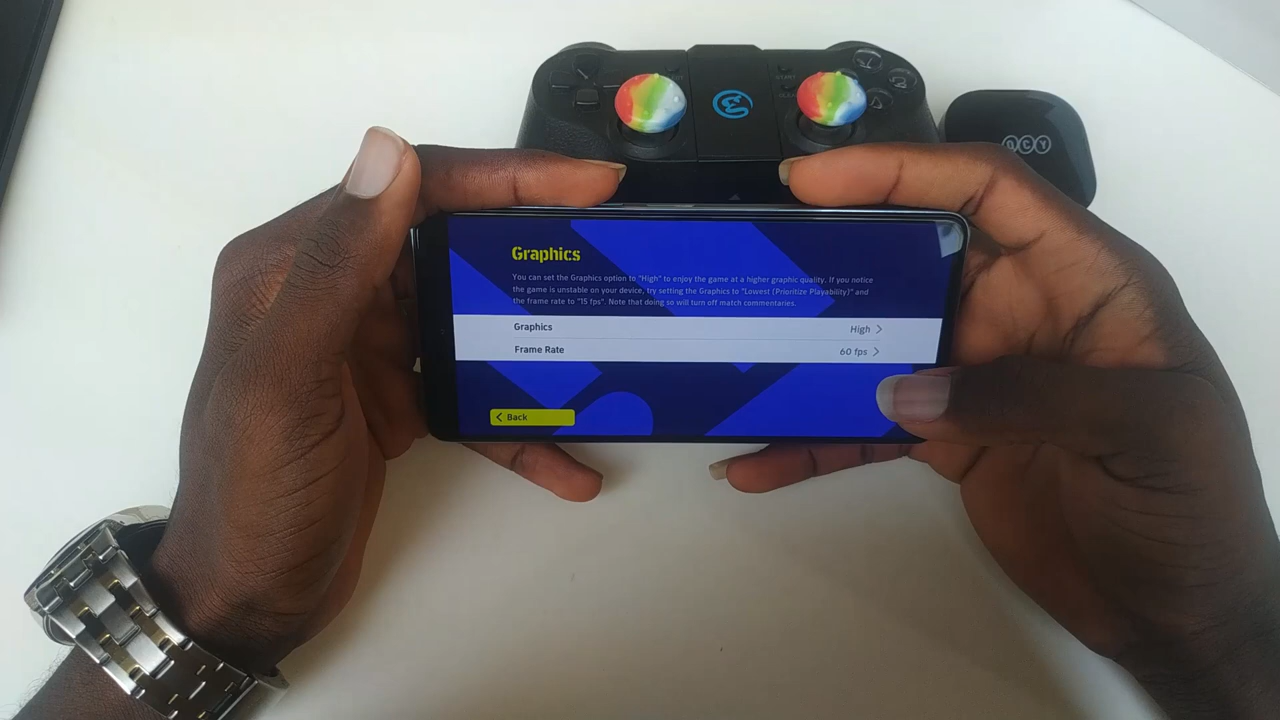 QCY
Graphics
You can set the Graphics option to "High" to enjoy the game at a higher graphic quality. If you notice
the game is unstable on your device, try setting the Graphics to "Lowest (Prioritize Playability)" and
the frame rate to "15 fps". Note that doing so will turn off match commentaries.
Graphics High
Frame Rate 60 fps
Back